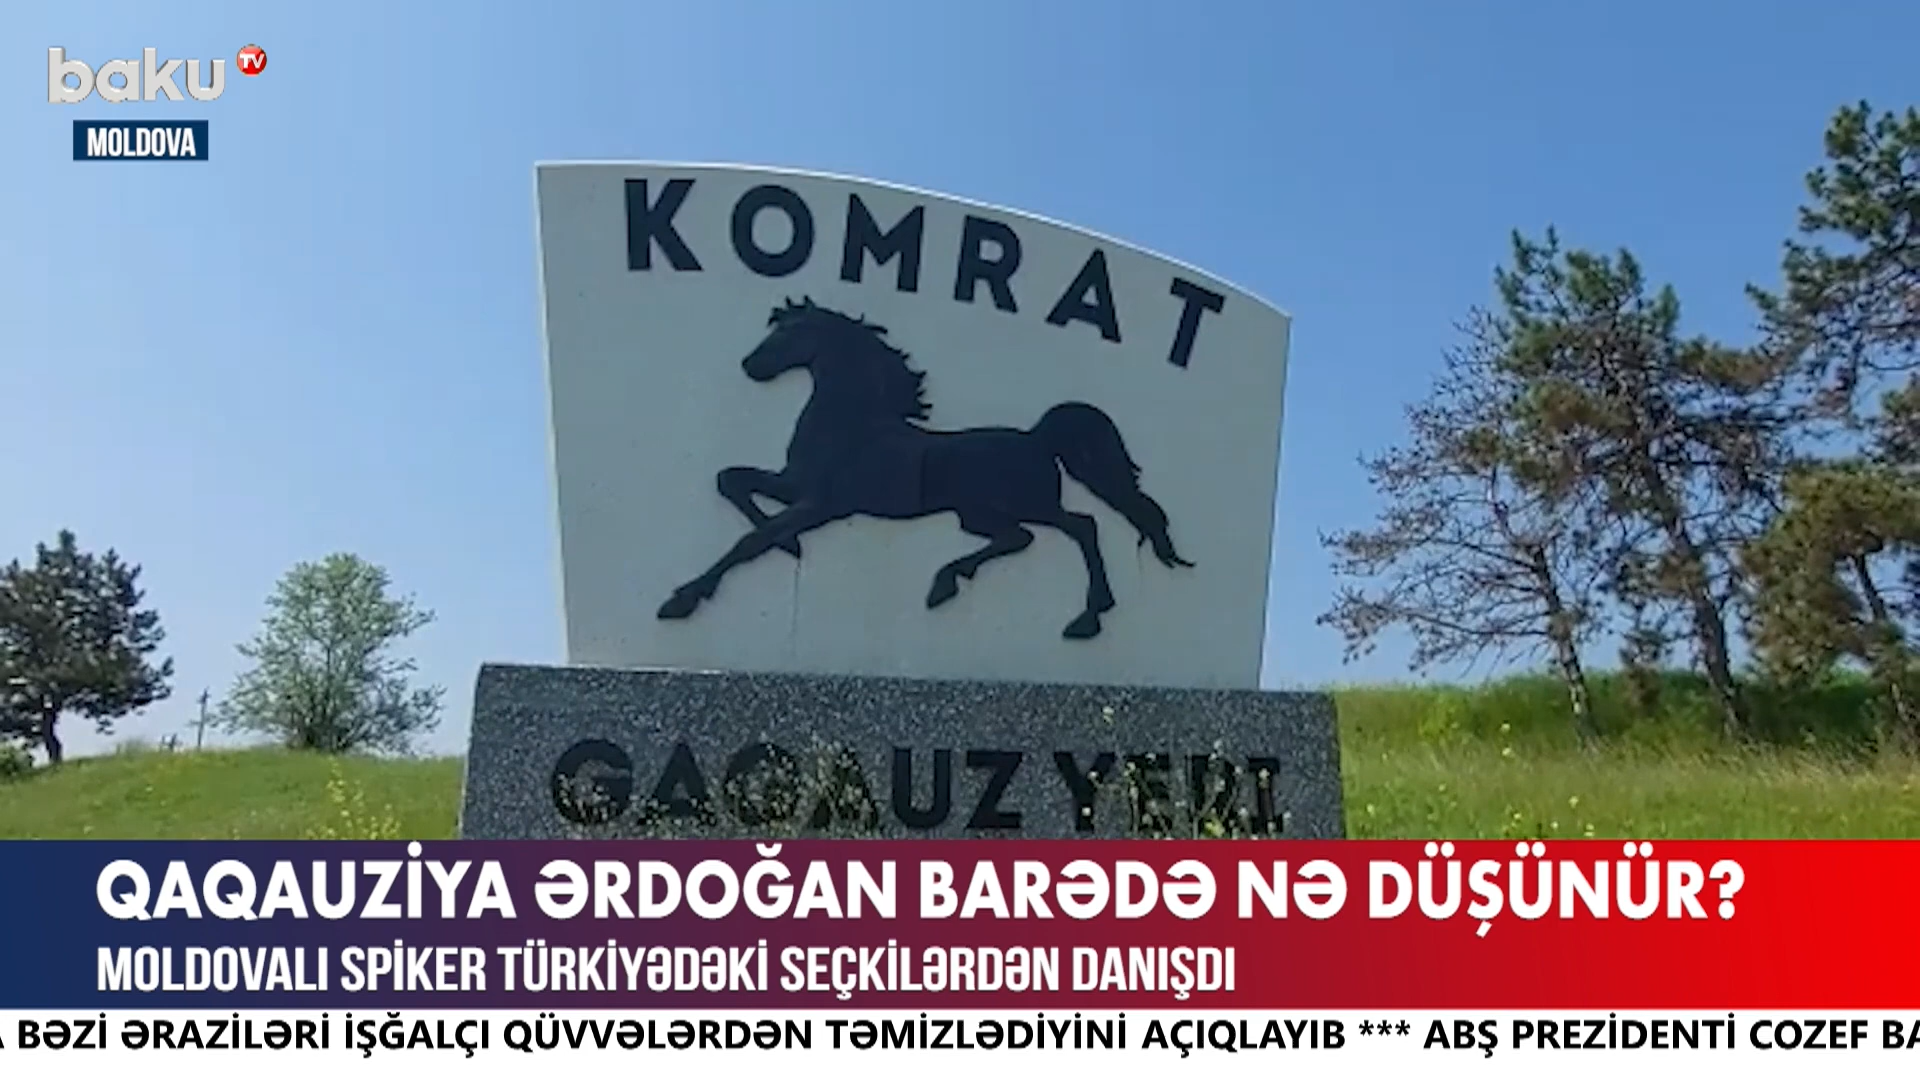 baku TV
MOLDOVA
KOMRAT
GAGAUZ YERI
QAQAUZİYA ƏRDOĞAN BARƏDƏ NƏ DÜŞÜNÜR?
MOLDOVALI SPİKER TÜRKİYƏDƏKİ SEÇKİLƏRDƏN DANIŞDI
BƏZİ ƏRAZİLƏRİ İŞĞALÇI QÜVVƏLƏRDƏN TƏMİZLƏDİYİNİ AÇIQLAYIB *** ABŞ PREZİDENTİ COZEF